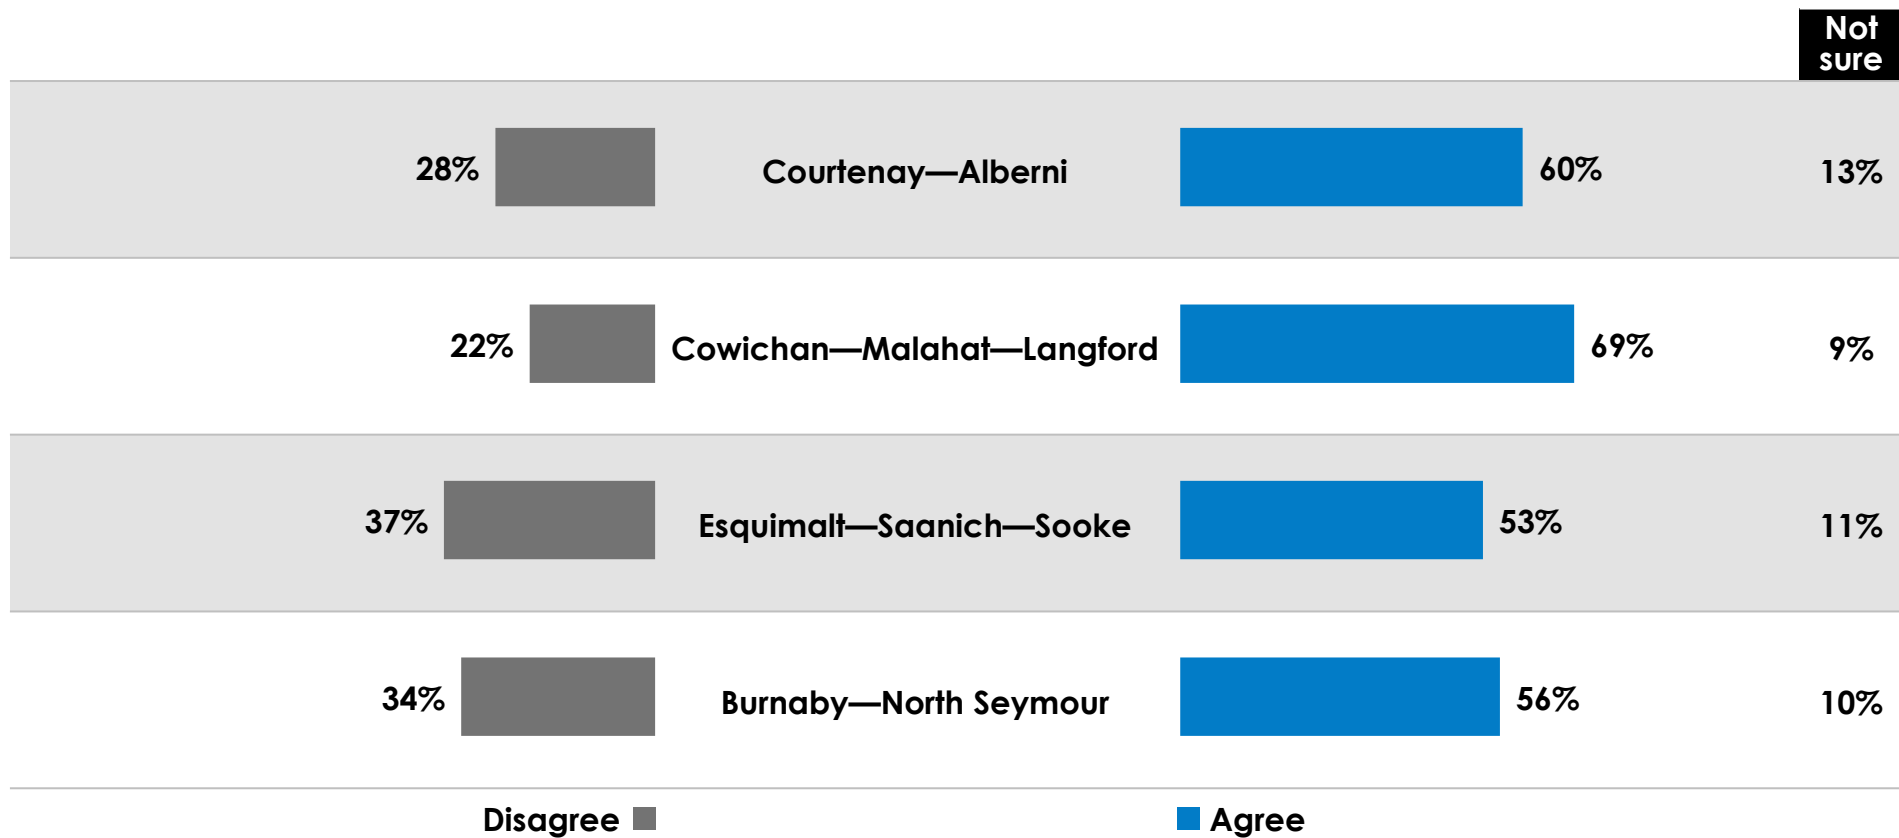 Not
sure
28% Courtenay—Alberni 60% 13%
22% Cowichan—Malahat—Langford 69% 9%
37% Esquimalt—Saanich—Sooke 53% 11%
34% Burnaby—North Seymour 56% 10%
Disagree Agree